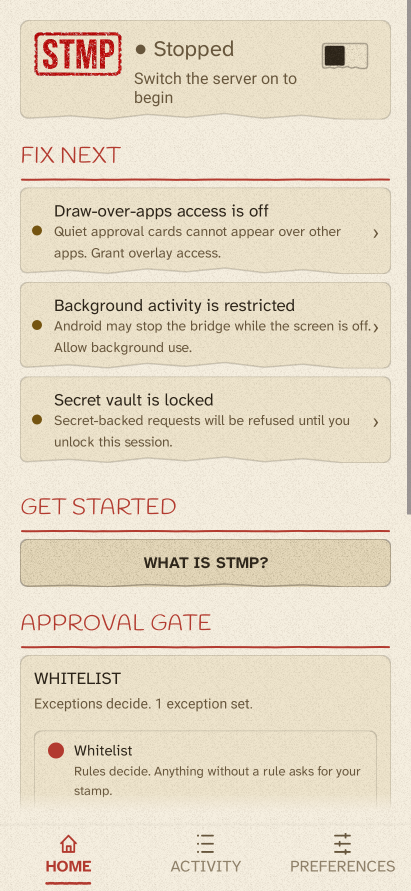 STMP
● Stopped
Switch the server on to
begin
FIX NEXT
Draw-over-apps access is off
Quiet approval cards cannot appear over other
apps. Grant overlay access.
Background activity is restricted
Android may stop the bridge while the screen is off.
Allow background use.
Secret vault is locked
Secret-backed requests will be refused until you
unlock this session.
GET STARTED
WHAT IS STMP?
APPROVAL GATE
WHITELIST
Exceptions decide. 1 exception set.
Whitelist
Rules decide. Anything without a rule asks for your
stamp.
HOME
ACTIVITY
PREFERENCES